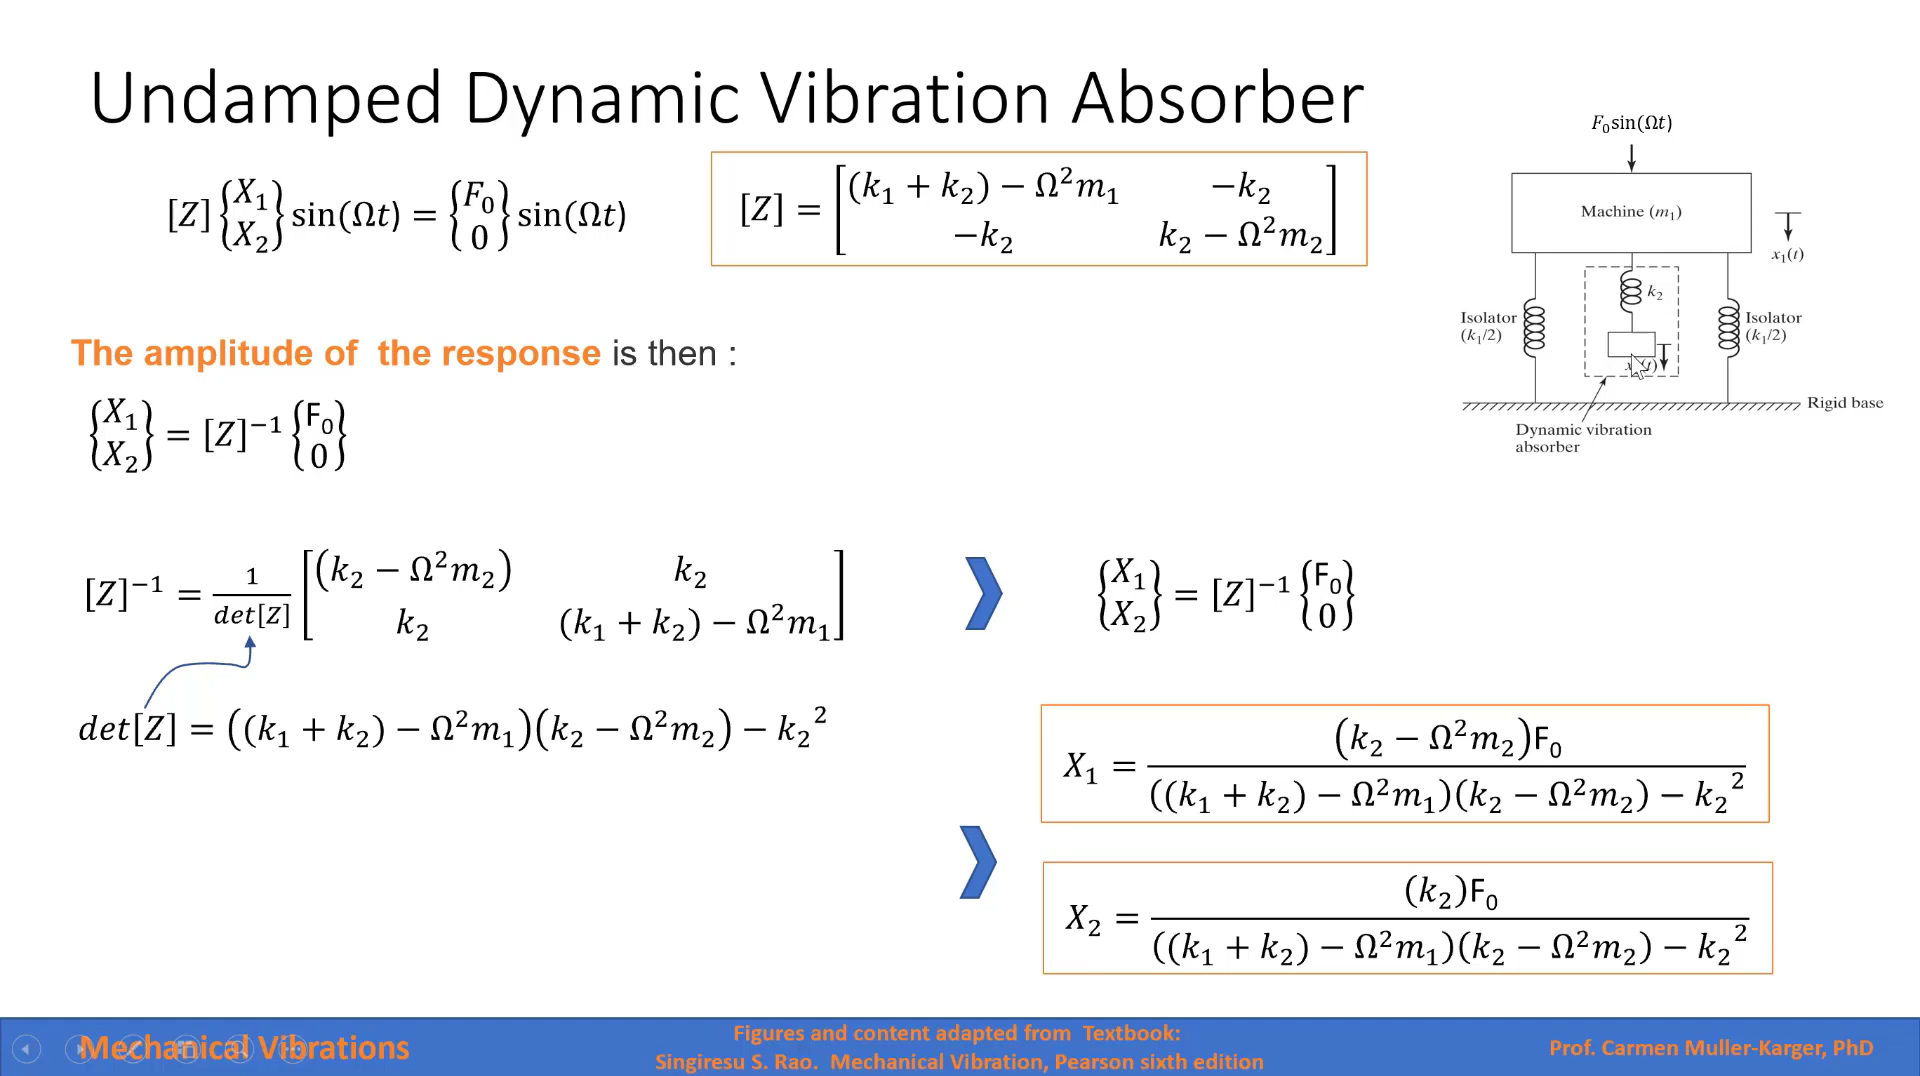 Undamped Dynamic Vibration Absorber
[Z] {X₁ X₂} sin(Ωt) = {F₀ 0} sin(Ωt)
[Z] = [(k₁ + k₂) − Ω²m₁ −k₂
−k₂ k₂ − Ω²m₂]
F₀sin(Ωt)
Machine (m₁)
x₁(t)
k₂
Isolator
(k₁/2)
Isolator
(k₁/2)
Rigid base
Dynamic vibration
absorber
The amplitude of the response is then :
{X₁ X₂} = [Z]⁻¹ {F₀ 0}
[Z]⁻¹ = 1/det[Z] [(k₂ − Ω²m₂) k₂
k₂ (k₁ + k₂) − Ω²m₁]
{X₁ X₂} = [Z]⁻¹ {F₀ 0}
det[Z] = ((k₁ + k₂) − Ω²m₁)(k₂ − Ω²m₂) − k₂²
X₁ = (k₂ − Ω²m₂)F₀ / ((k₁ + k₂) − Ω²m₁)(k₂ − Ω²m₂) − k₂²
X₂ = (k₂)F₀ / ((k₁ + k₂) − Ω²m₁)(k₂ − Ω²m₂) − k₂²
Mechanical Vibrations
Figures and content adapted from Textbook:
Singiresu S. Rao. Mechanical Vibration, Pearson sixth edition
Prof. Carmen Muller-Karger, PhD